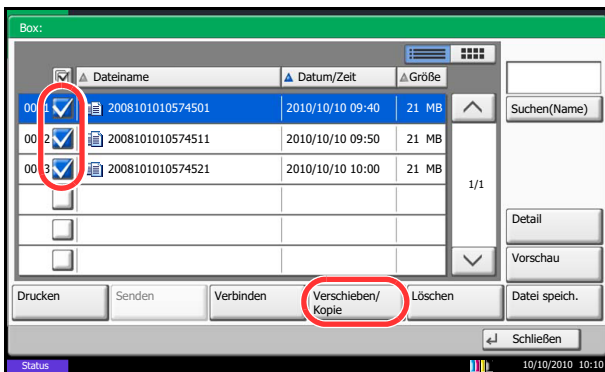 Box:
Dateiname Datum/Zeit Größe
2008101010574501 2010/10/10 09:40 21 MB
Suchen(Name)
2008101010574511 2010/10/10 09:50 21 MB
2008101010574521 2010/10/10 10:00 21 MB
1/1
Detail
Vorschau
Drucken Senden Verbinden Verschieben/ Löschen Datei speich.
Kopie
Schließen
Status 10/10/2010 10:10